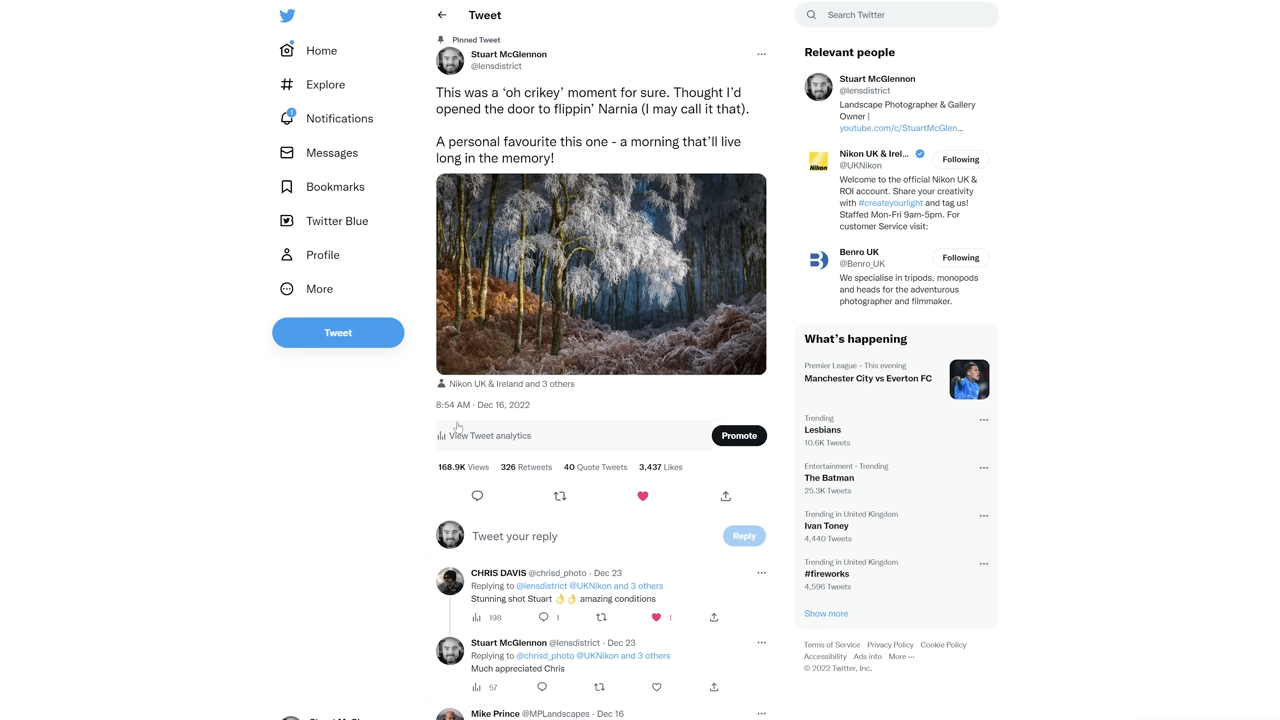 Home
Explore
1
Notifications
Messages
Bookmarks
Twitter Blue
Profile
More
Tweet
Tweet
Pinned Tweet
Stuart McGlennon
@lensdistrict
This was a ‘oh crikey’ moment for sure. Thought I’d
opened the door to flippin’ Narnia (I may call it that).
A personal favourite this one - a morning that’ll live
long in the memory!
Nikon UK & Ireland and 3 others
8:54 AM · Dec 16, 2022
View Tweet analytics
Promote
168.9K Views 326 Retweets 40 Quote Tweets 3,437 Likes
Tweet your reply
Reply
CHRIS DAVIS @chrisd_photo · Dec 23
Replying to @lensdistrict @UKNikon and 3 others
Stunning shot Stuart 👌👌 amazing conditions
198 1 1
Stuart McGlennon @lensdistrict · Dec 23
Replying to @chrisd_photo @UKNikon and 3 others
Much appreciated Chris
57
Mike Prince @MPLandscapes · Dec 16
Search Twitter
Relevant people
Stuart McGlennon
@lensdistrict
Landscape Photographer & Gallery
Owner |
youtube.com/c/StuartMcGlen…
Nikon
Nikon UK & Irel...
@UKNikon
Following
Welcome to the official Nikon UK &
ROI account. Share your creativity
with #createyourlight and tag us!
Staffed Mon-Fri 9am-5pm. For
customer Service visit:
Benro UK
@Benro_UK
Following
We specialise in tripods, monopods
and heads for the adventurous
photographer and filmmaker.
What’s happening
Premier League · This evening
Manchester City vs Everton FC
Trending
Lesbians
10.6K Tweets
Entertainment · Trending
The Batman
25.3K Tweets
Trending in United Kingdom
Ivan Toney
4,440 Tweets
Trending in United Kingdom
#fireworks
4,596 Tweets
Show more
Terms of Service Privacy Policy Cookie Policy
Accessibility Ads info More ···
© 2022 Twitter, Inc.